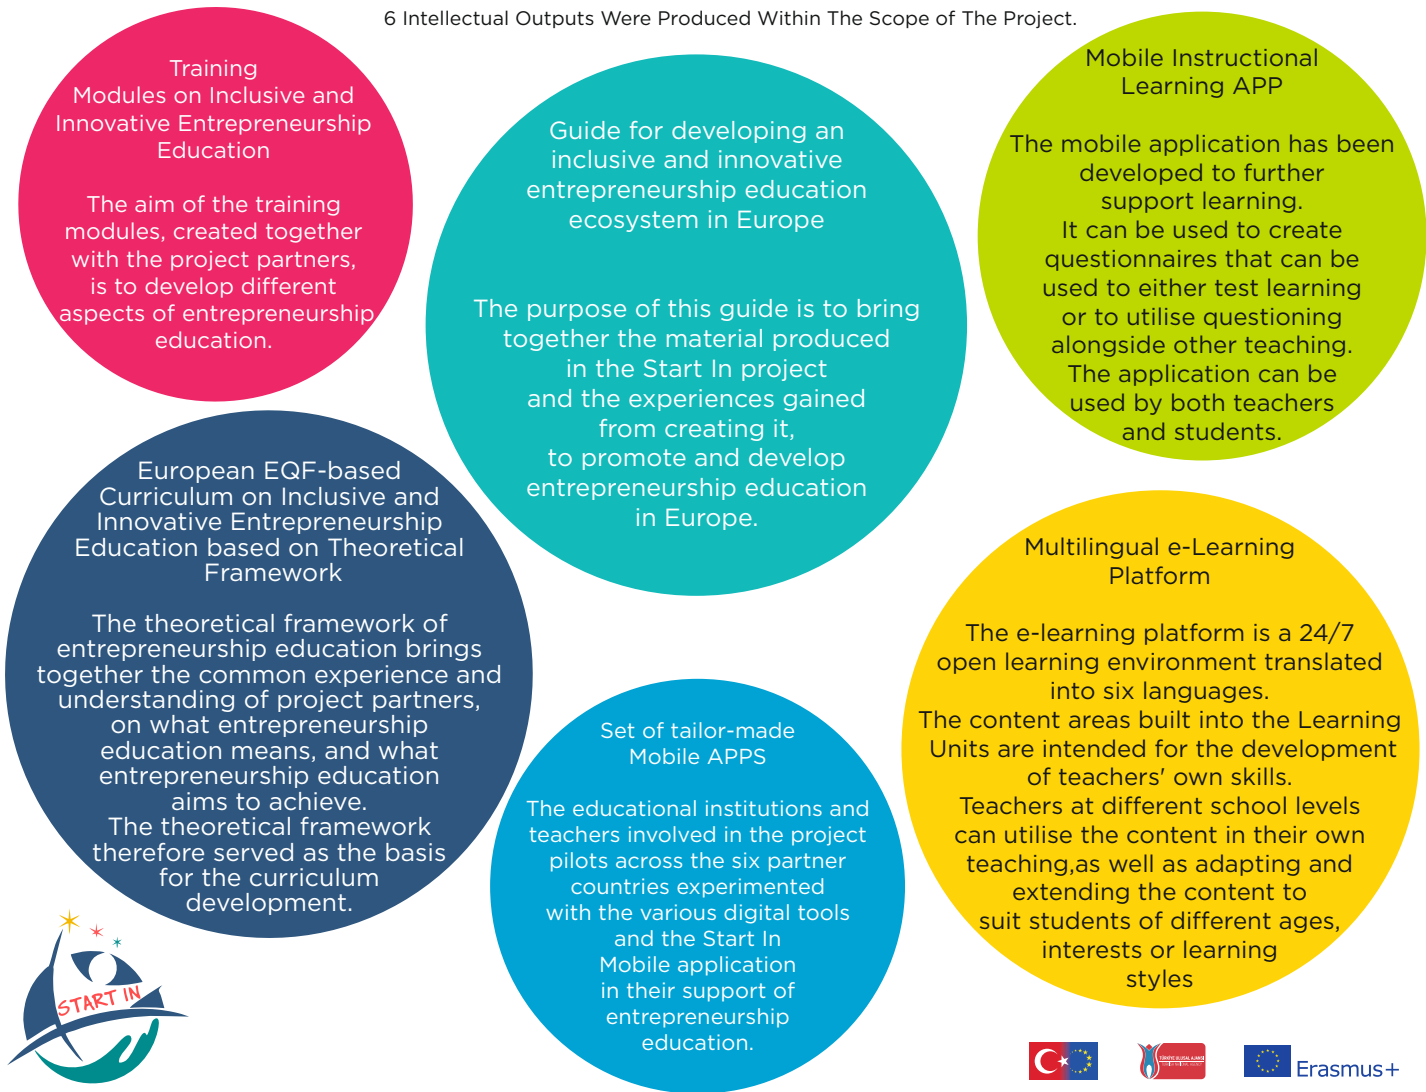 6 Intellectual Outputs Were Produced Within The Scope of The Project.
Training
Modules on Inclusive and
Innovative Entrepreneurship
Education
The aim of the training
modules, created together
with the project partners,
is to develop different
aspects of entrepreneurship
education.
Guide for developing an
inclusive and innovative
entrepreneurship education
ecosystem in Europe
The purpose of this guide is to bring
together the material produced
in the Start In project
and the experiences gained
from creating it,
to promote and develop
entrepreneurship education
in Europe.
Mobile Instructional
Learning APP
The mobile application has been
developed to further
support learning.
It can be used to create
questionnaires that can be
used to either test learning
or to utilise questioning
alongside other teaching.
The application can be
used by both teachers
and students.
European EQF-based
Curriculum on Inclusive and
Innovative Entrepreneurship
Education based on Theoretical
Framework
The theoretical framework of
entrepreneurship education brings
together the common experience and
understanding of project partners,
on what entrepreneurship
education means, and what
entrepreneurship education
aims to achieve.
The theoretical framework
therefore served as the basis
for the curriculum
development.
Set of tailor-made
Mobile APPS
The educational institutions and
teachers involved in the project
pilots across the six partner
countries experimented
with the various digital tools
and the Start In
Mobile application
in their support of
entrepreneurship
education.
Multilingual e-Learning
Platform
The e-learning platform is a 24/7
open learning environment translated
into six languages.
The content areas built into the Learning
Units are intended for the development
of teachers' own skills.
Teachers at different school levels
can utilise the content in their own
teaching,as well as adapting and
extending the content to
suit students of different ages,
interests or learning
styles
START IN
TÜRKİYE ULUSAL AJANSI
TURKISH NATIONAL AGENCY
Erasmus+